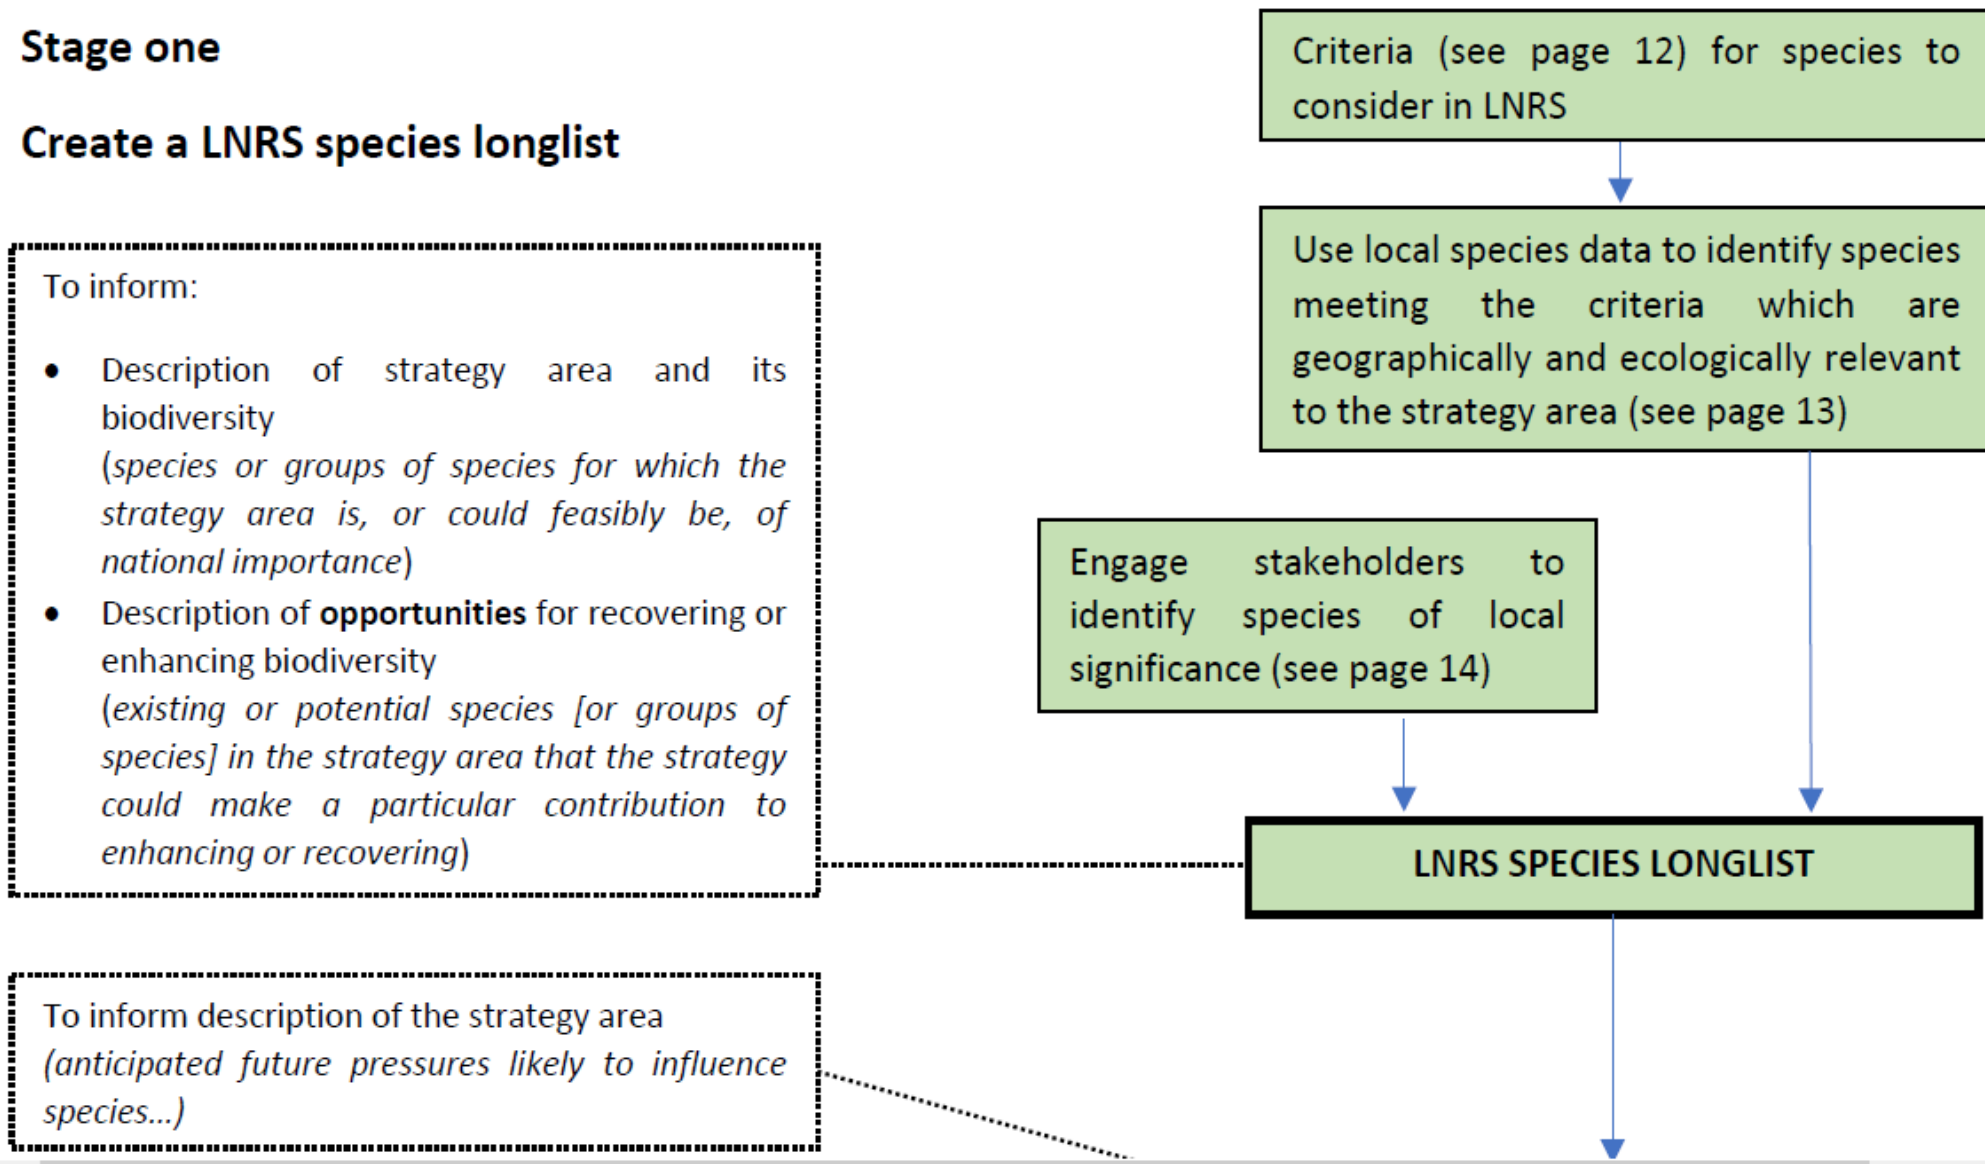 Stage one
Create a LNRS species longlist
Criteria (see page 12) for species to
consider in LNRS
Use local species data to identify species
meeting the criteria which are
geographically and ecologically relevant
to the strategy area (see page 13)
To inform:
• Description of strategy area and its
biodiversity
(species or groups of species for which the
strategy area is, or could feasibly be, of
national importance)
• Description of opportunities for recovering or
enhancing biodiversity
(existing or potential species [or groups of
species] in the strategy area that the strategy
could make a particular contribution to
enhancing or recovering)
Engage stakeholders to
identify species of local
significance (see page 14)
LNRS SPECIES LONGLIST
To inform description of the strategy area
(anticipated future pressures likely to influence
species...)